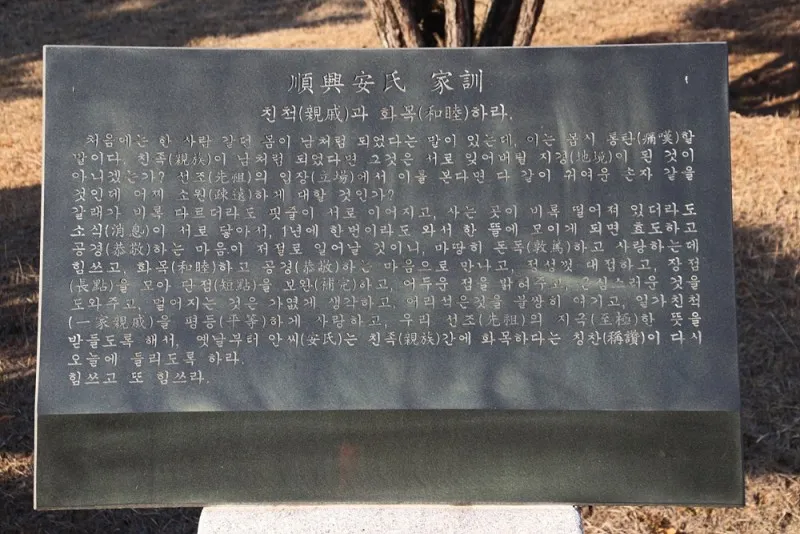 順興安氏 家訓
친척(親戚)과 화목(和睦)하라.
처음에는 한 사람 같던 몸이 남처럼 되었다는 말이 있는데, 이는 몹시 통탄(痛嘆)할
말이다. 친족(親族)이 남처럼 되었다면 그것은 서로 잊어버릴 지경(地境)이 된 것이
아니겠는가? 선조(先祖)의 입장(立場)에서 이를 본다면 다 같이 귀여운 손자 같을
것인데 어찌 소원(疎遠)하게 대할 것인가?
갈래가 비록 다르더라도 핏줄이 서로 이어지고, 사는 곳이 비록 떨어져 있더라도
소식(消息)이 서로 닿아서, 1년에 한번이라도 와서 한 뜰에 모이게 되면 효도하고
공경(恭敬)하는 마음이 저절로 일어날 것이니, 마땅히 돈목(敦篤)하고 사랑하는데
힘쓰고, 화목(和睦)하고 공경(恭敬)하는 마음으로 만나고, 정성껏 대접하고, 장점
(長點)을 모아 단점(短點)을 보완(補完)하고, 어두운 점을 밝혀주고, 근심스러운 것을
도와주고, 멀어지는 것은 가엾게 생각하고, 어리석은것을 불쌍히 여기고, 일가친척
(一家親戚)을 평등(平等)하게 사랑하고, 우리 선조(先祖)의 지극(至極)한 뜻을
받들도록 해서, 옛날부터 안씨(安氏)는 친족(親族)간에 화목하다는 칭찬(稱讚)이 다시
오늘에 들리도록 하라.
힘쓰고 또 힘쓰라.